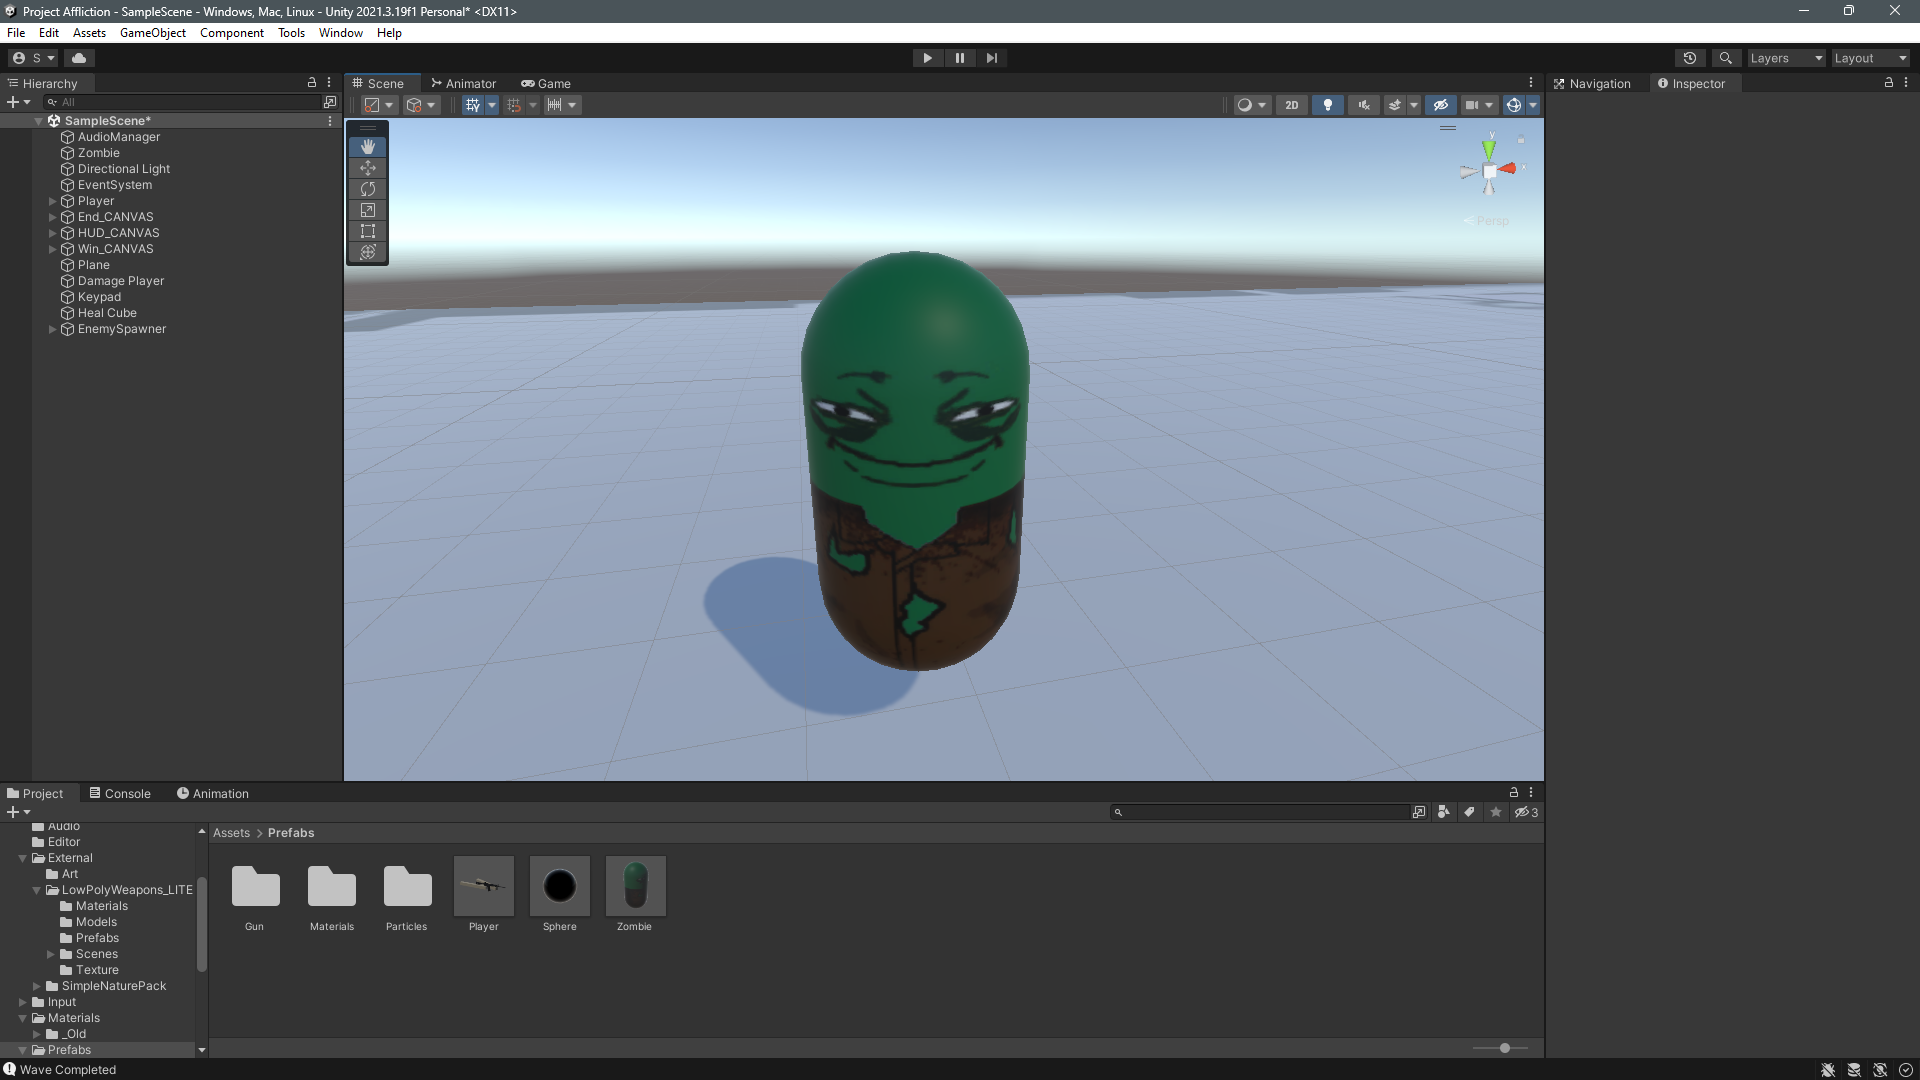 Project Affliction - SampleScene - Windows, Mac, Linux - Unity 2021.3.19f1 Personal* <DX11>
File Edit Assets GameObject Component Tools Window Help
S Layers Layout
Hierarchy
All
SampleScene*
AudioManager
Zombie
Directional Light
EventSystem
Player
End_CANVAS
HUD_CANVAS
Win_CANVAS
Plane
Damage Player
Keypad
Heal Cube
EnemySpawner
Scene Animator Game
2D
y
x
Persp
Navigation Inspector
Project Console Animation
3
Audio
Editor
External
Art
LowPolyWeapons_LITE
Materials
Models
Prefabs
Scenes
Texture
SimpleNaturePack
Input
Materials
_Old
Prefabs
Assets > Prefabs
Gun Materials Particles Player Sphere Zombie
Wave Completed